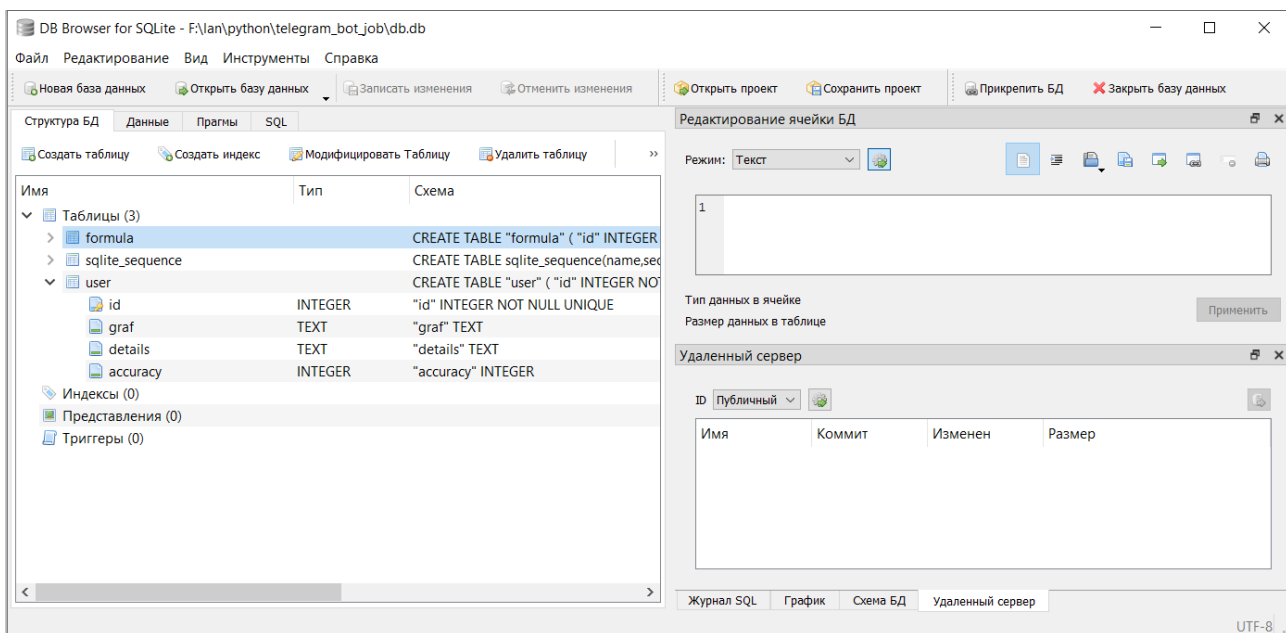 DB Browser for SQLite - F:\lan\python\telegram_bot_job\db.db
Файл Редактирование Вид Инструменты Справка
Новая база данных Открыть базу данных Записать изменения Отменить изменения Открыть проект Сохранить проект Прикрепить БД Закрыть базу данных
Структура БД Данные Прагмы SQL
Создать таблицу Создать индекс Модифицировать Таблицу Удалить таблицу »
Имя Тип Схема
Таблицы (3)
formula CREATE TABLE "formula" ( "id" INTEGER
sqlite_sequence CREATE TABLE sqlite_sequence(name,seq
user CREATE TABLE "user" ( "id" INTEGER NOT
id INTEGER "id" INTEGER NOT NULL UNIQUE
graf TEXT "graf" TEXT
details TEXT "details" TEXT
accuracy INTEGER "accuracy" INTEGER
Индексы (0)
Представления (0)
Триггеры (0)
Редактирование ячейки БД
Режим: Текст
1
Тип данных в ячейке
Размер данных в таблице
Применить
Удаленный сервер
ID Публичный
Имя Коммит Изменен Размер
Журнал SQL График Схема БД Удаленный сервер
UTF-8